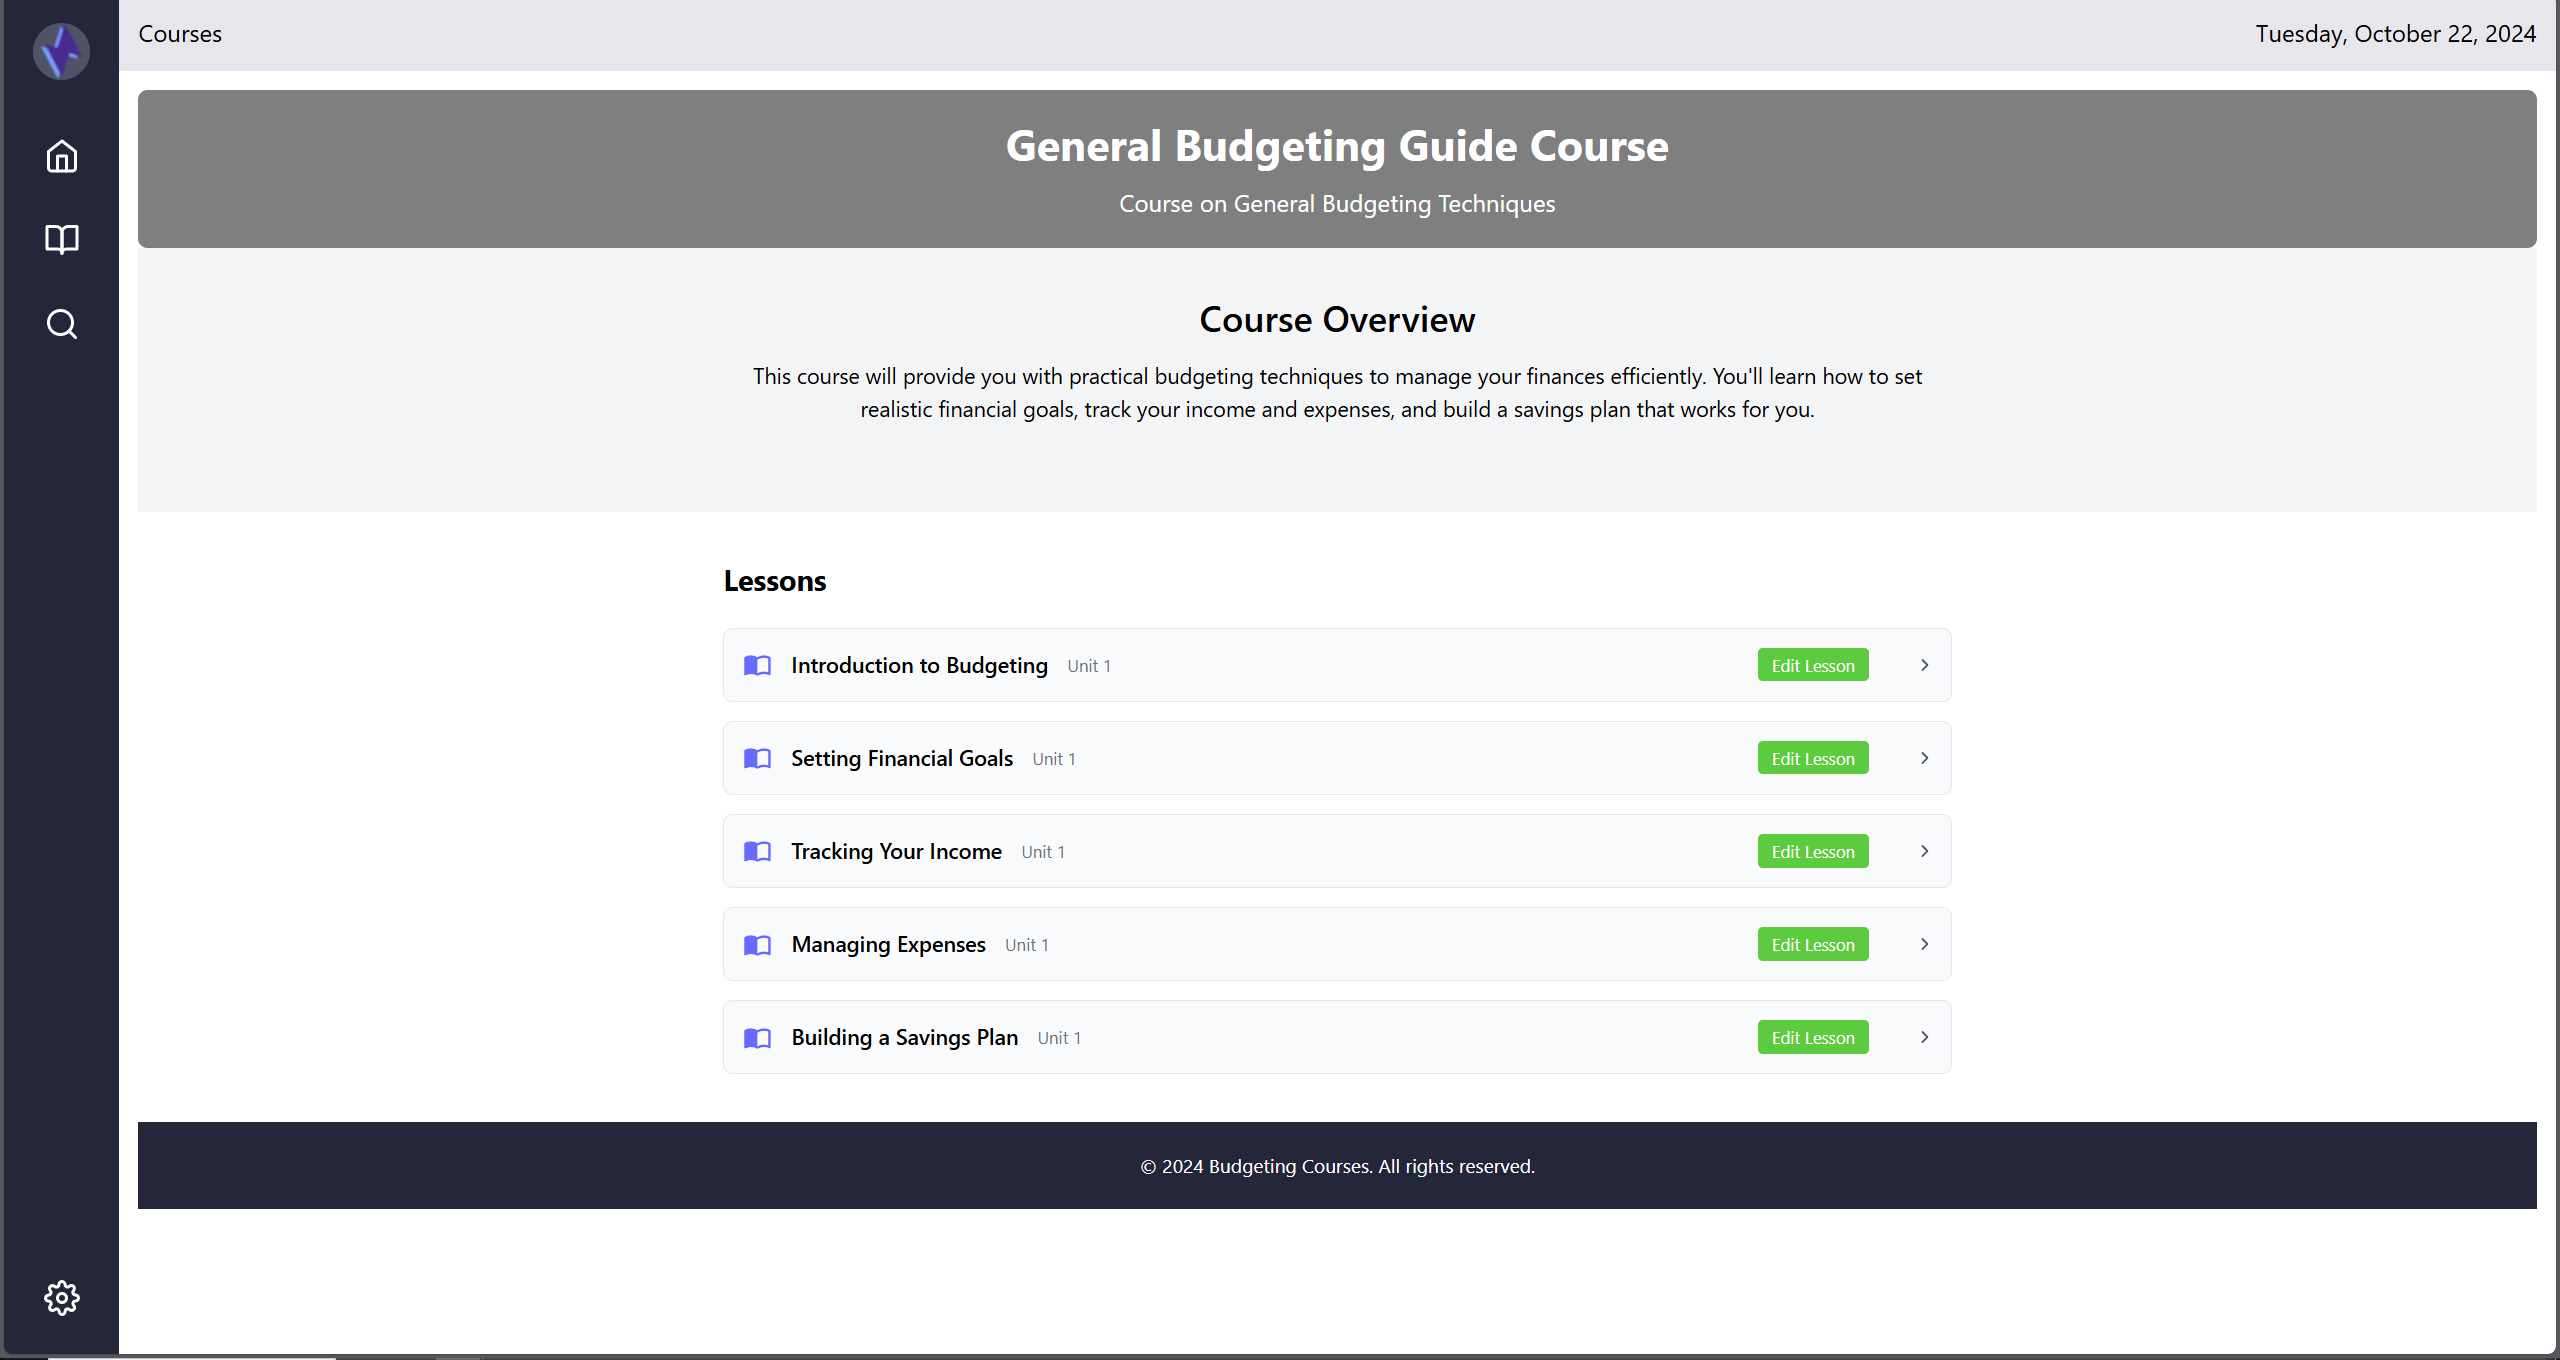 Courses
Tuesday, October 22, 2024
General Budgeting Guide Course
Course on General Budgeting Techniques
Course Overview
This course will provide you with practical budgeting techniques to manage your finances efficiently. You'll learn how to set
realistic financial goals, track your income and expenses, and build a savings plan that works for you.
Lessons
Introduction to Budgeting Unit 1 Edit Lesson
Setting Financial Goals Unit 1 Edit Lesson
Tracking Your Income Unit 1 Edit Lesson
Managing Expenses Unit 1 Edit Lesson
Building a Savings Plan Unit 1 Edit Lesson
© 2024 Budgeting Courses. All rights reserved.